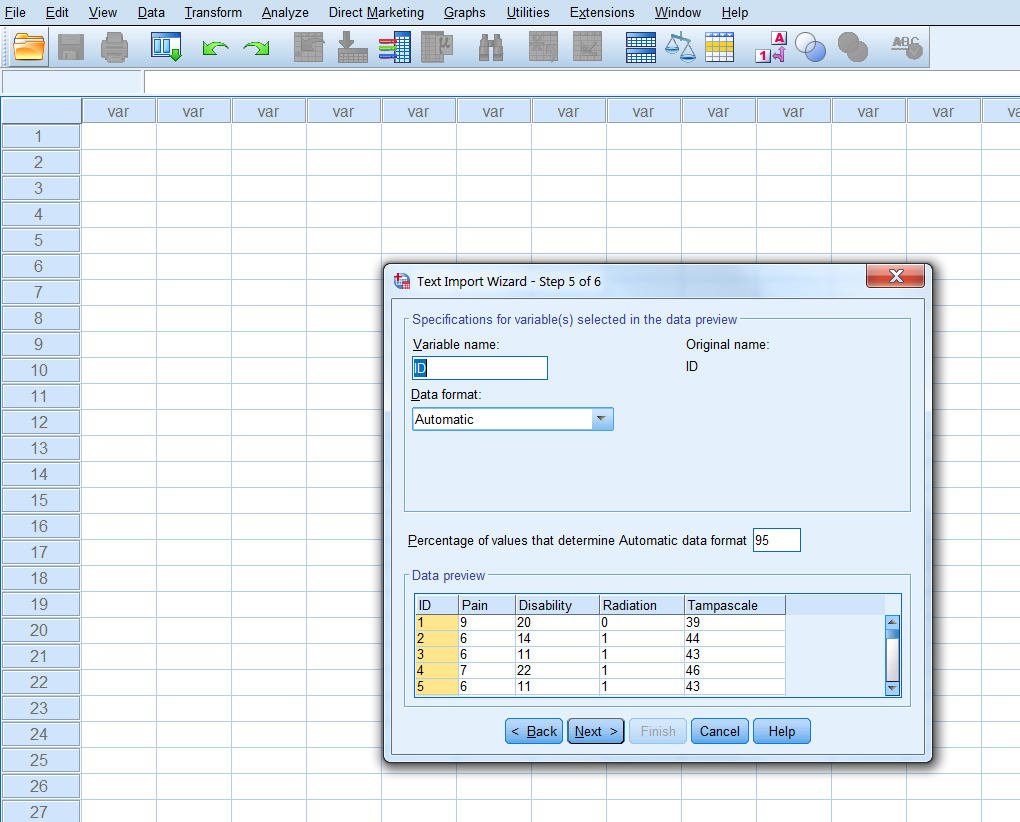 File Edit View Data Transform Analyze Direct Marketing Graphs Utilities Extensions Window Help
A
1
ABC
var var var var var var var var var var var var va
1
2
3
4
5
6
7
8
9
10
11
12
13
14
15
16
17
18
19
20
21
22
23
24
25
26
27
Text Import Wizard - Step 5 of 6
Specifications for variable(s) selected in the data preview
Variable name: Original name:
ID ID
Data format:
Automatic
Percentage of values that determine Automatic data format 95
Data preview
ID Pain Disability Radiation Tampascale
1 9 20 0 39
2 6 14 1 44
3 6 11 1 43
4 7 22 1 46
5 6 11 1 43
< Back Next > Finish Cancel Help